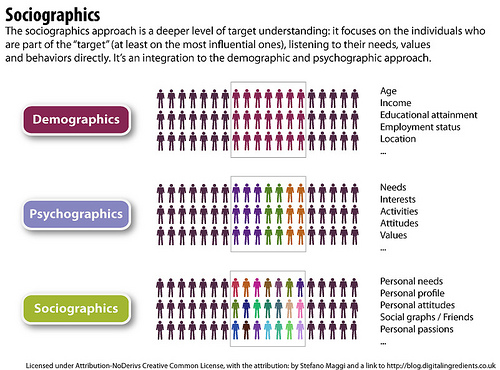 Sociographics
The sociographics approach is a deeper level of target understanding: it focuses on the individuals who
are part of the "target" (at least on the most influential ones), listening to their needs, values
and behaviors directly. It's an integration to the demographic and psychographic approach.
Demographics
Age
Income
Educational attainment
Employment status
Location
...
Psychographics
Needs
Interests
Activities
Attitudes
Values
...
Sociographics
Personal needs
Personal profile
Personal attitudes
Social graphs / Friends
Personal passions
...
Licensed under Attribution-NoDerivs Creative Common License, with the attribution: by Stefano Maggi and a link to http://blog.digitalingredients.co.uk